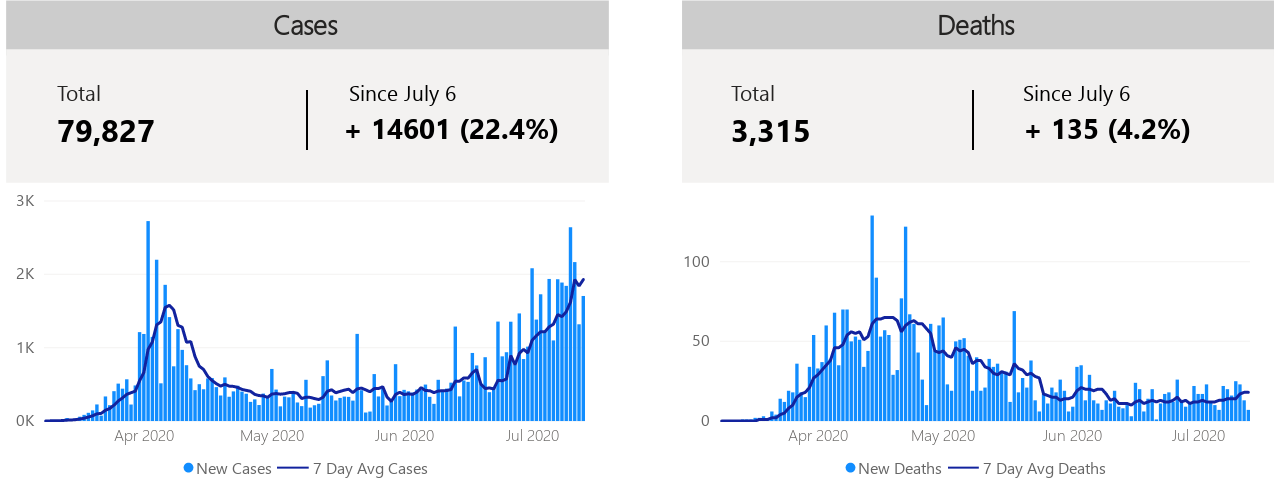 Cases
Total
79,827
Since July 6
+ 14601 (22.4%)
3K
2K
1K
0K
Apr 2020
May 2020
Jun 2020
Jul 2020
New Cases
7 Day Avg Cases
Deaths
Total
3,315
Since July 6
+ 135 (4.2%)
100
50
0
Apr 2020
May 2020
Jun 2020
Jul 2020
New Deaths
7 Day Avg Deaths